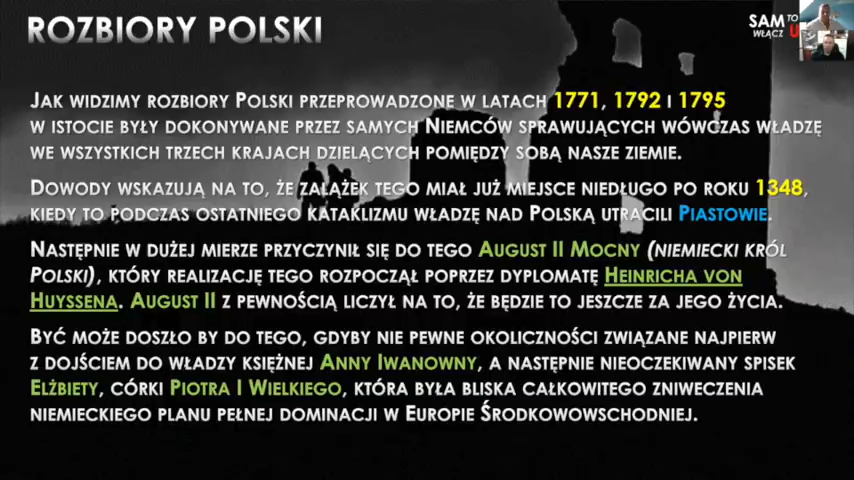 ROZBIORY POLSKI
SAM TO
WŁĄCZ U
JAK WIDZIMY ROZBIORY POLSKI PRZEPROWADZONE W LATACH 1771, 1792 I 1795
W ISTOCIE BYŁY DOKONYWANE PRZEZ SAMYCH NIEMCÓW SPRAWUJĄCYCH WÓWCZAS WŁADZĘ
WE WSZYSTKICH TRZECH KRAJACH DZIELĄCYCH POMIĘDZY SOBĄ NASZE ZIEMIE.
DOWODY WSKAZUJĄ NA TO, ŻE ZALĄŻEK TEGO MIAŁ JUŻ MIEJSCE NIEDŁUGO PO ROKU 1348,
KIEDY TO PODCZAS OSTATNIEGO KATAKLIZMU WŁADZĘ NAD POLSKĄ UTRACILI PIASTOWIE.
NASTĘPNIE W DUŻEJ MIERZE PRZYCZYNIŁ SIĘ DO TEGO AUGUST II MOCNY (NIEMIECKI KRÓL
POLSKI), KTÓRY REALIZACJĘ TEGO ROZPOCZĄŁ POPRZEZ DYPLOMATĘ HEINRICHA VON
HUYSSENA. AUGUST II Z PEWNOŚCIĄ LICZYŁ NA TO, ŻE BĘDZIE TO JESZCZE ZA JEGO ŻYCIA.
BYĆ MOŻE DOSZŁO BY DO TEGO, GDYBY NIE PEWNE OKOLICZNOŚCI ZWIĄZANE NAJPIERW
Z DOJŚCIEM DO WŁADZY KSIĘŻNEJ ANNY IWANOWNY, A NASTĘPNIE NIEOCZEKIWANY SPISEK
ELŻBIETY, CÓRKI PIOTRA I WIELKIEGO, KTÓRA BYŁA BLISKA CAŁKOWITEGO ZNIWECZENIA
NIEMIECKIEGO PLANU PEŁNEJ DOMINACJI W EUROPIE ŚRODKOWOWSCHODNIEJ.